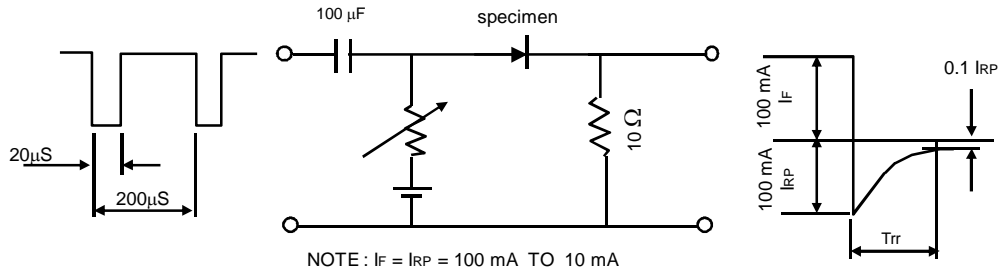 20µS
200µS
100 µF
specimen
10 Ω
100 mA
IF
100 mA
IRP
0.1 IRP
Trr
NOTE : IF = IRP = 100 mA TO 10 mA